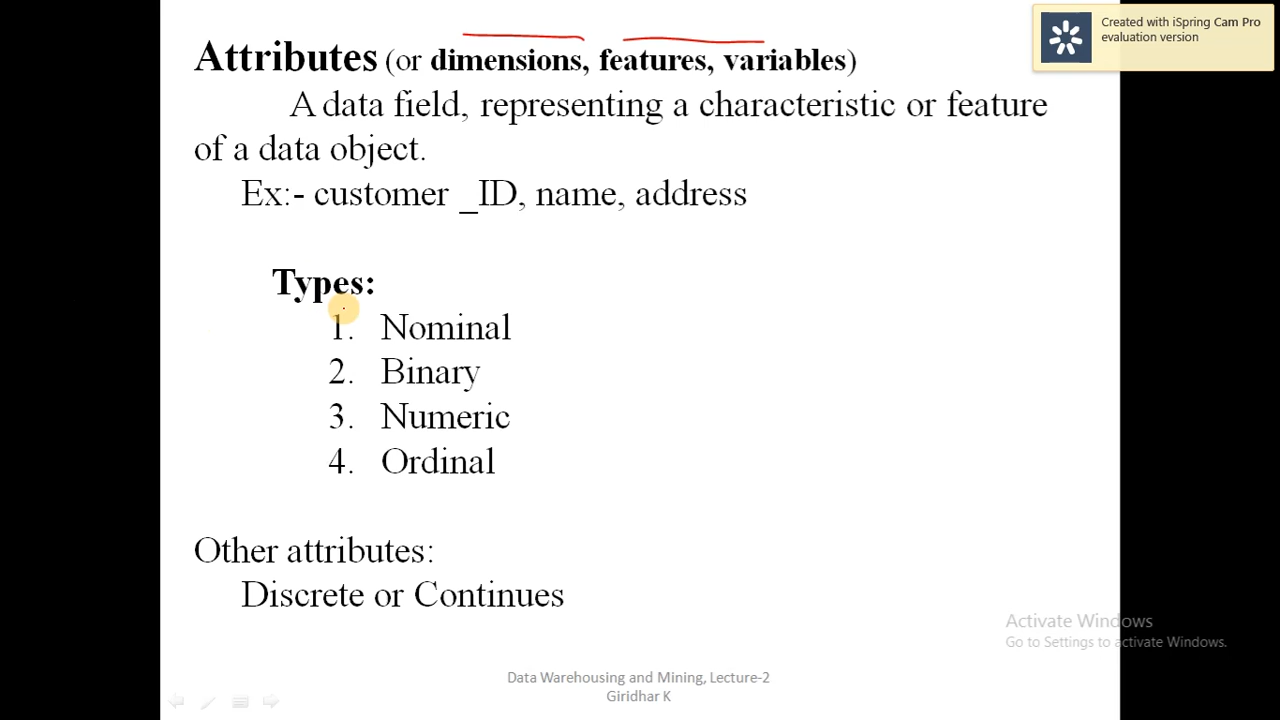 Created with iSpring Cam Pro
evaluation version
Attributes (or dimensions, features, variables)
A data field, representing a characteristic or feature
of a data object.
Ex:- customer _ID, name, address
Types:
1. Nominal
2. Binary
3. Numeric
4. Ordinal
Other attributes:
Discrete or Continues
Activate Windows
Go to Settings to activate Windows.
Data Warehousing and Mining, Lecture-2
Giridhar K